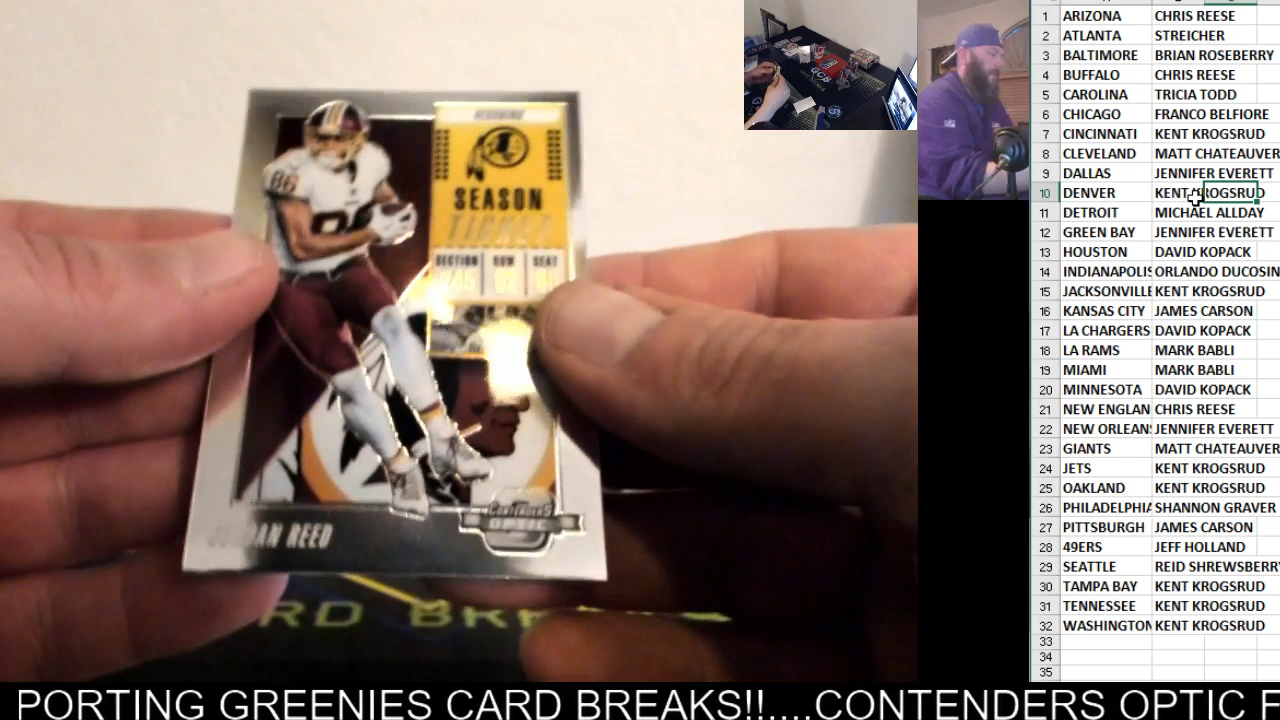 86
SEASON
TICKET
SECTION ROW SEAT
JORDAN REED
CONTENDERS
OPTIC
RD BRE
1 ARIZONA CHRIS REESE
2 ATLANTA STREICHER
3 BALTIMORE BRIAN ROSEBERRY
4 BUFFALO CHRIS REESE
5 CAROLINA TRICIA TODD
6 CHICAGO FRANCO BELFIORE
7 CINCINNATI KENT KROGSRUD
8 CLEVELAND MATT CHATEAUVER
9 DALLAS JENNIFER EVERETT
10 DENVER KENT KROGSRUD
11 DETROIT MICHAEL ALLDAY
12 GREEN BAY JENNIFER EVERETT
13 HOUSTON DAVID KOPACK
14 INDIANAPOLIS ORLANDO DUCOSIN
15 JACKSONVILLE KENT KROGSRUD
16 KANSAS CITY JAMES CARSON
17 LA CHARGERS DAVID KOPACK
18 LA RAMS MARK BABLI
19 MIAMI MARK BABLI
20 MINNESOTA DAVID KOPACK
21 NEW ENGLAN CHRIS REESE
22 NEW ORLEANS JENNIFER EVERETT
23 GIANTS MATT CHATEAUVER
24 JETS KENT KROGSRUD
25 OAKLAND KENT KROGSRUD
26 PHILADELPHIA SHANNON GRAVER
27 PITTSBURGH JAMES CARSON
28 49ERS JEFF HOLLAND
29 SEATTLE REID SHREWSBERRY
30 TAMPA BAY KENT KROGSRUD
31 TENNESSEE KENT KROGSRUD
32 WASHINGTON KENT KROGSRUD
33
34
35
PORTING GREENIES CARD BREAKS!!....CONTENDERS OPTIC F